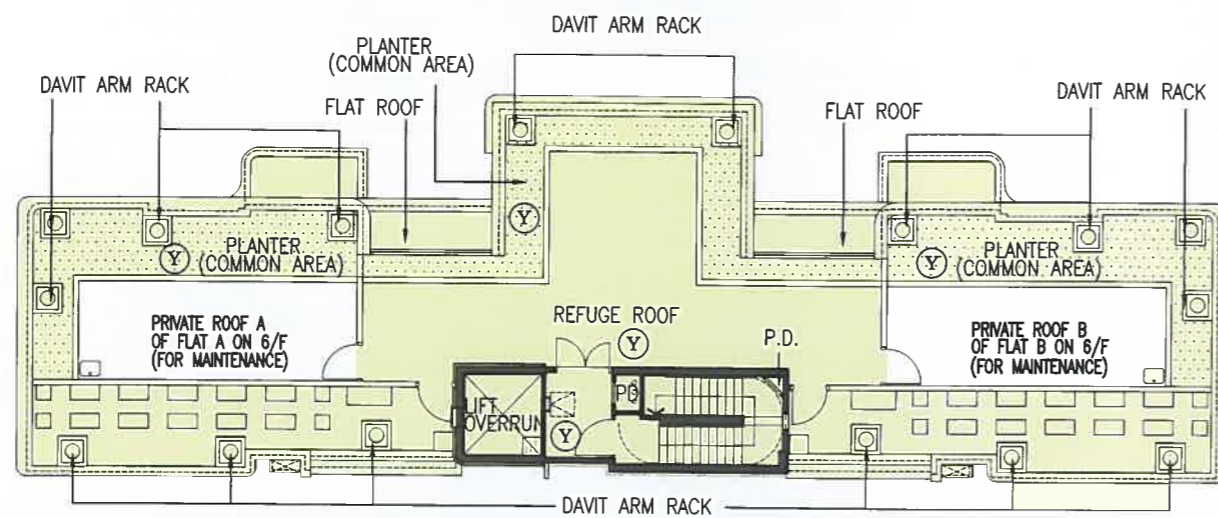 DAVIT ARM RACK
PLANTER
(COMMON AREA)
DAVIT ARM RACK
FLAT ROOF
FLAT ROOF
DAVIT ARM RACK
Y
PLANTER
(COMMON AREA)
Y
PLANTER
(COMMON AREA)
Y
PRIVATE ROOF A
OF FLAT A ON 6/F
(FOR MAINTENANCE)
REFUGE ROOF
Y
P.D.
PRIVATE ROOF B
OF FLAT B ON 6/F
(FOR MAINTENANCE)
LIFT
OVERRUN
Y
DAVIT ARM RACK